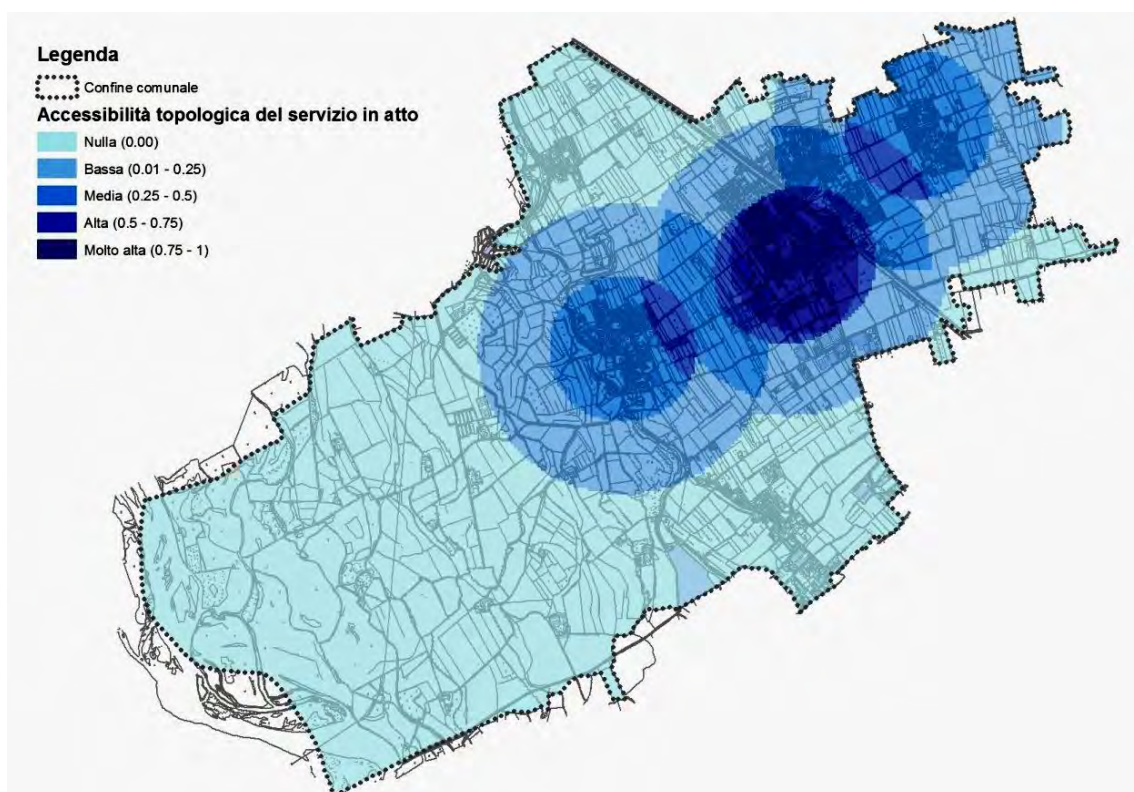 Legenda
Confine comunale
Accessibilità topologica del servizio in atto
Nulla (0.00)
Bassa (0.01 - 0.25)
Media (0.25 - 0.5)
Alta (0.5 - 0.75)
Molto alta (0.75 - 1)